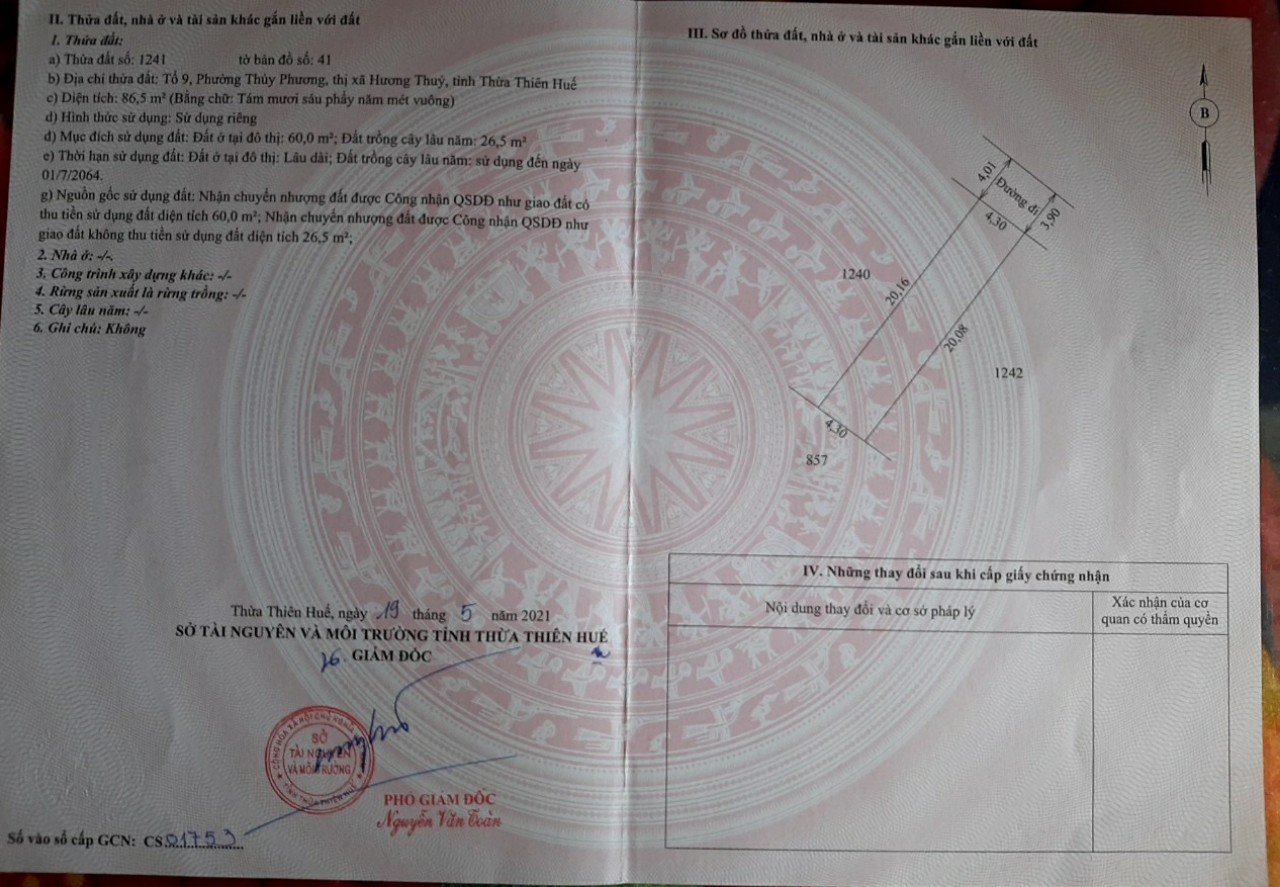 II. Thửa đất, nhà ở và tài sản khác gắn liền với đất
1. Thửa đất:
a) Thửa đất số: 1241 tờ bản đồ số: 41
b) Địa chỉ thửa đất: Tổ 9, Phường Thủy Phương, thị xã Hương Thuỷ, tỉnh Thừa Thiên Huế
c) Diện tích: 86,5 m² (Bằng chữ: Tám mươi sáu phẩy năm mét vuông)
d) Hình thức sử dụng: Sử dụng riêng
đ) Mục đích sử dụng đất: Đất ở tại đô thị: 60,0 m²; Đất trồng cây lâu năm: 26,5 m²
e) Thời hạn sử dụng đất: Đất ở tại đô thị: Lâu dài; Đất trồng cây lâu năm: sử dụng đến ngày
01/7/2064.
g) Nguồn gốc sử dụng đất: Nhận chuyển nhượng đất được Công nhận QSDĐ như giao đất có
thu tiền sử dụng đất diện tích 60,0 m²; Nhận chuyển nhượng đất được Công nhận QSDĐ như
giao đất không thu tiền sử dụng đất diện tích 26,5 m²;
2. Nhà ở: -/-.
3. Công trình xây dựng khác: -/-
4. Rừng sản xuất là rừng trồng: -/-
5. Cây lâu năm: -/-
6. Ghi chú: Không
Thừa Thiên Huế, ngày 19 tháng 5 năm 2021
SỞ TÀI NGUYÊN VÀ MÔI TRƯỜNG TỈNH THỪA THIÊN HUẾ
GIÁM ĐỐC
CỘNG HÒA XÃ HỘI CHỦ NGHĨA
SỞ
TÀI NGUYÊN
VÀ MÔI TRƯỜNG
TỈNH THỪA THIÊN HUẾ
PHÓ GIÁM ĐỐC
Nguyễn Văn Toàn
Số vào sổ cấp GCN: CS 01753
III. Sơ đồ thửa đất, nhà ở và tài sản khác gắn liền với đất
B
4,01
Đường đi
3,90
4,30
1240
20,16
20,08
1242
4,30
857
IV. Những thay đổi sau khi cấp giấy chứng nhận
Nội dung thay đổi và cơ sở pháp lý
Xác nhận của cơ
quan có thẩm quyền